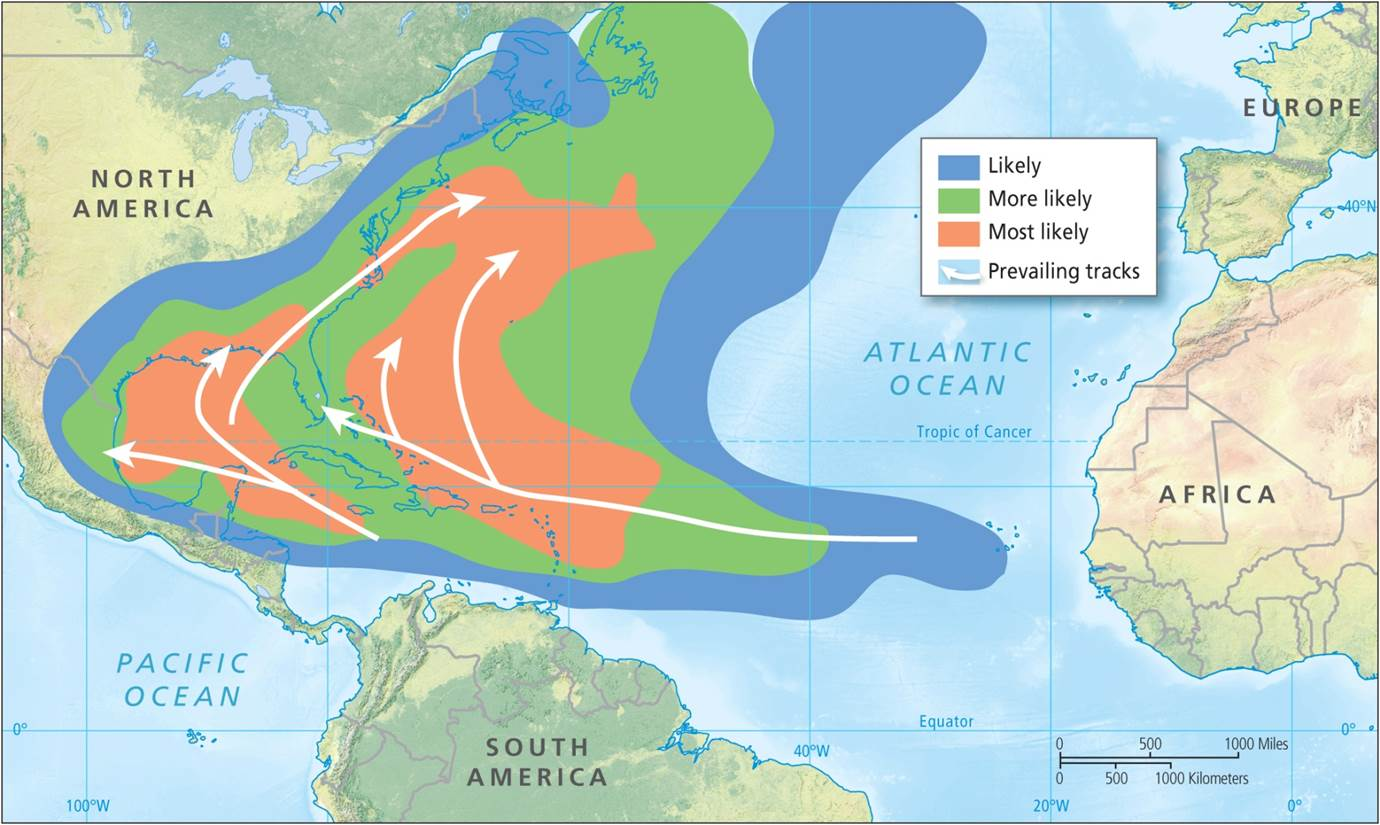 EUROPE
NORTH
AMERICA
Likely
More likely
Most likely
Prevailing tracks
40°N
ATLANTIC
OCEAN
Tropic of Cancer
AFRICA
PACIFIC
OCEAN
SOUTH
AMERICA
0°
Equator
0°
40°W
0 500 1000 Miles
0 500 1000 Kilometers
100°W
20°W
0°